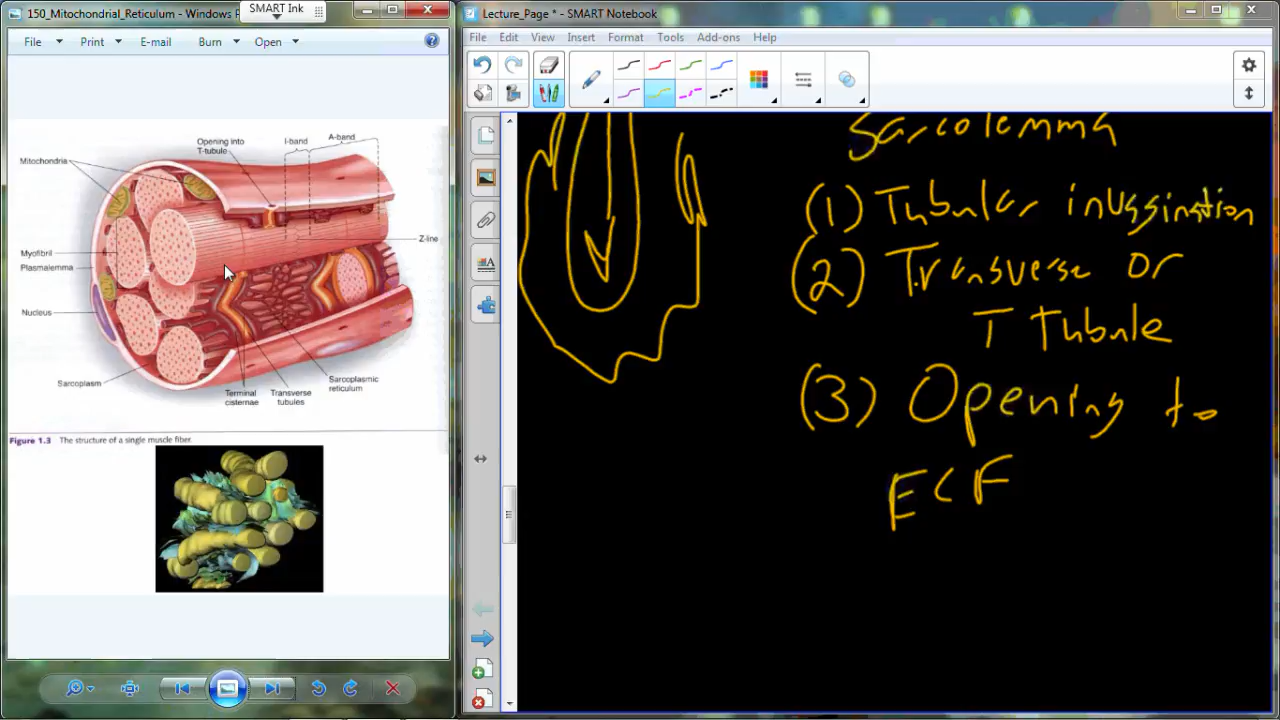 150_Mitochondrial_Reticulum - Windows P
SMART Ink
File Print E-mail Burn Open
Opening into
T-tubule
I-band
A-band
Mitochondria
Myofibril
Plasmalemma
Z-line
Nucleus
Sarcoplasm
Terminal
cisternae
Transverse
tubules
Sarcoplasmic
reticulum
Figure 1.3 The structure of a single muscle fiber.
Lecture_Page * - SMART Notebook
File Edit View Insert Format Tools Add-ons Help
Sarcolemma
(1) Tubular invagination
(2) Transverse or
T Tubule
(3) Opening to
ECF